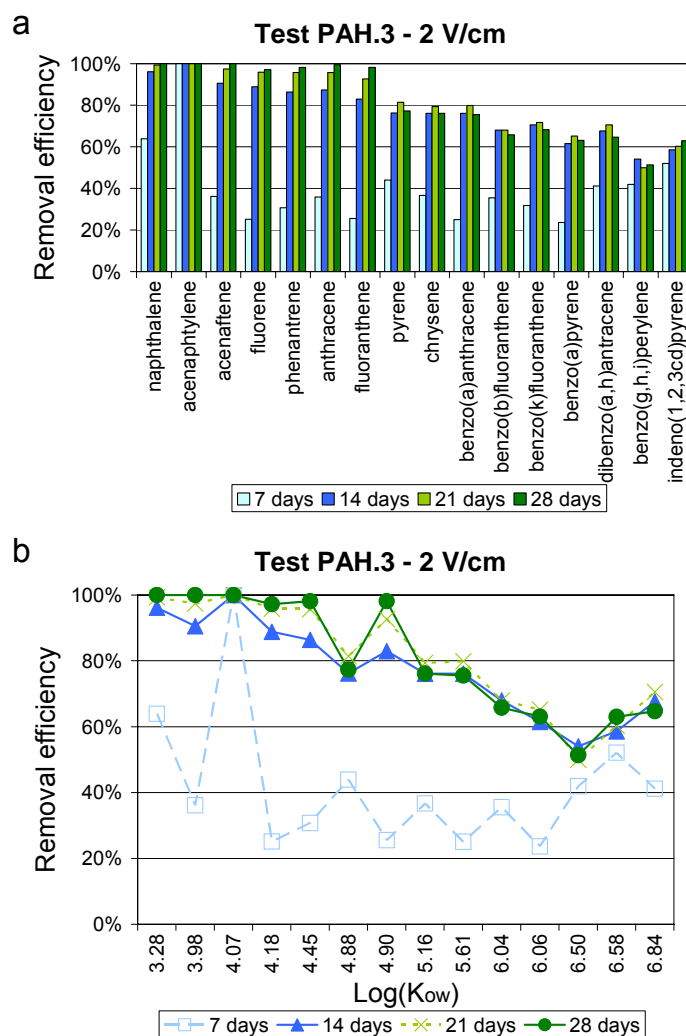 a
Test PAH.3 - 2 V/cm
Removal efficiency
100%
80%
60%
40%
20%
0%
naphthalene
acenaphtylene
acenaftene
fluorene
phenantrene
anthracene
fluoranthene
pyrene
chrysene
benzo(a)anthracene
benzo(b)fluoranthene
benzo(k)fluoranthene
benzo(a)pyrene
dibenzo(a,h)antracene
benzo(g,h,i)perylene
indeno(1,2,3cd)pyrene
7 days 14 days 21 days 28 days
b
Test PAH.3 - 2 V/cm
Removal efficiency
100%
80%
60%
40%
20%
0%
3.28
3.98
4.07
4.18
4.45
4.88
4.90
5.16
5.61
6.04
6.06
6.50
6.58
6.84
Log(Kow)
7 days 14 days 21 days 28 days